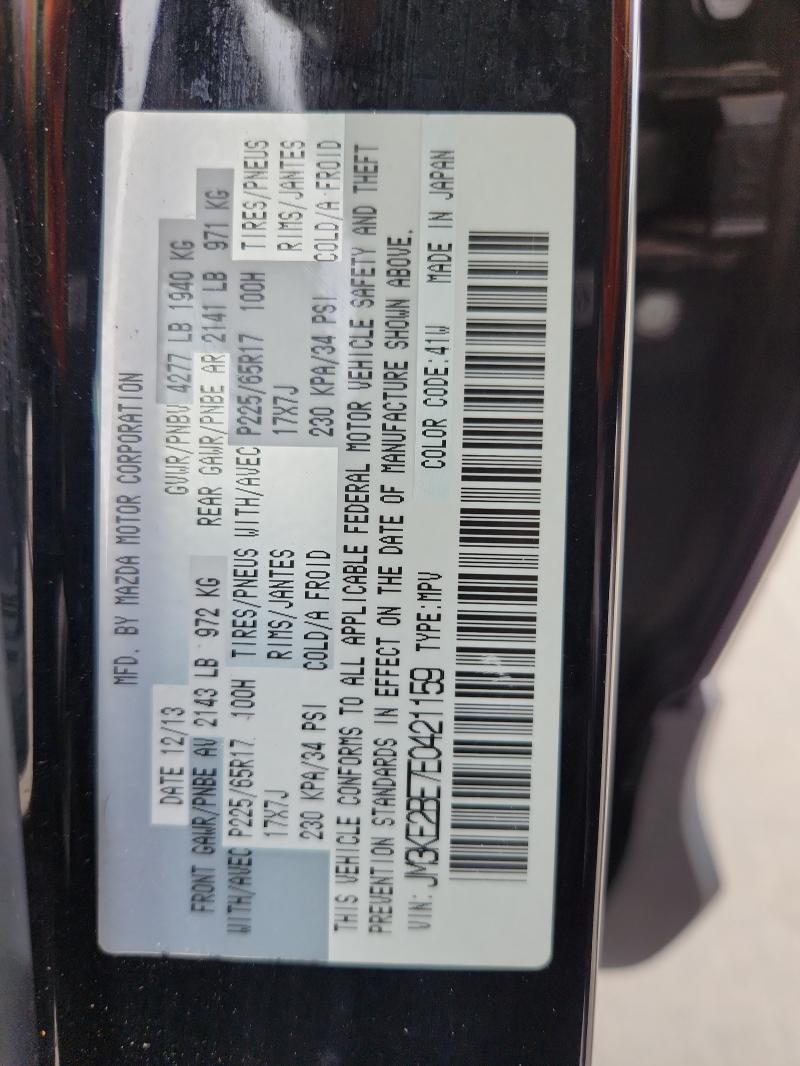 MFD. BY MAZDA MOTOR CORPORATION
DATE 12/13 GVWR/PNBV 4277 LB 1940 KG
FRONT GAWR/PNBE AV 2143 LB 972 KG REAR GAWR/PNBE AR 2141 LB 971 KG
WITH/AVEC P225/65R17 100H TIRES/PNEUS WITH/AVEC P225/65R17 100H TIRES/PNEUS
17X7J RIMS/JANTES 17X7J RIMS/JANTES
230 KPA/34 PSI COLD/A FROID 230 KPA/34 PSI COLD/A FROID
THIS VEHICLE CONFORMS TO ALL APPLICABLE FEDERAL MOTOR VEHICLE SAFETY AND THEFT
PREVENTION STANDARDS IN EFFECT ON THE DATE OF MANUFACTURE SHOWN ABOVE.
VIN: JM3KE2BE7E0421159 TYPE:MPV COLOR CODE:41W MADE IN JAPAN